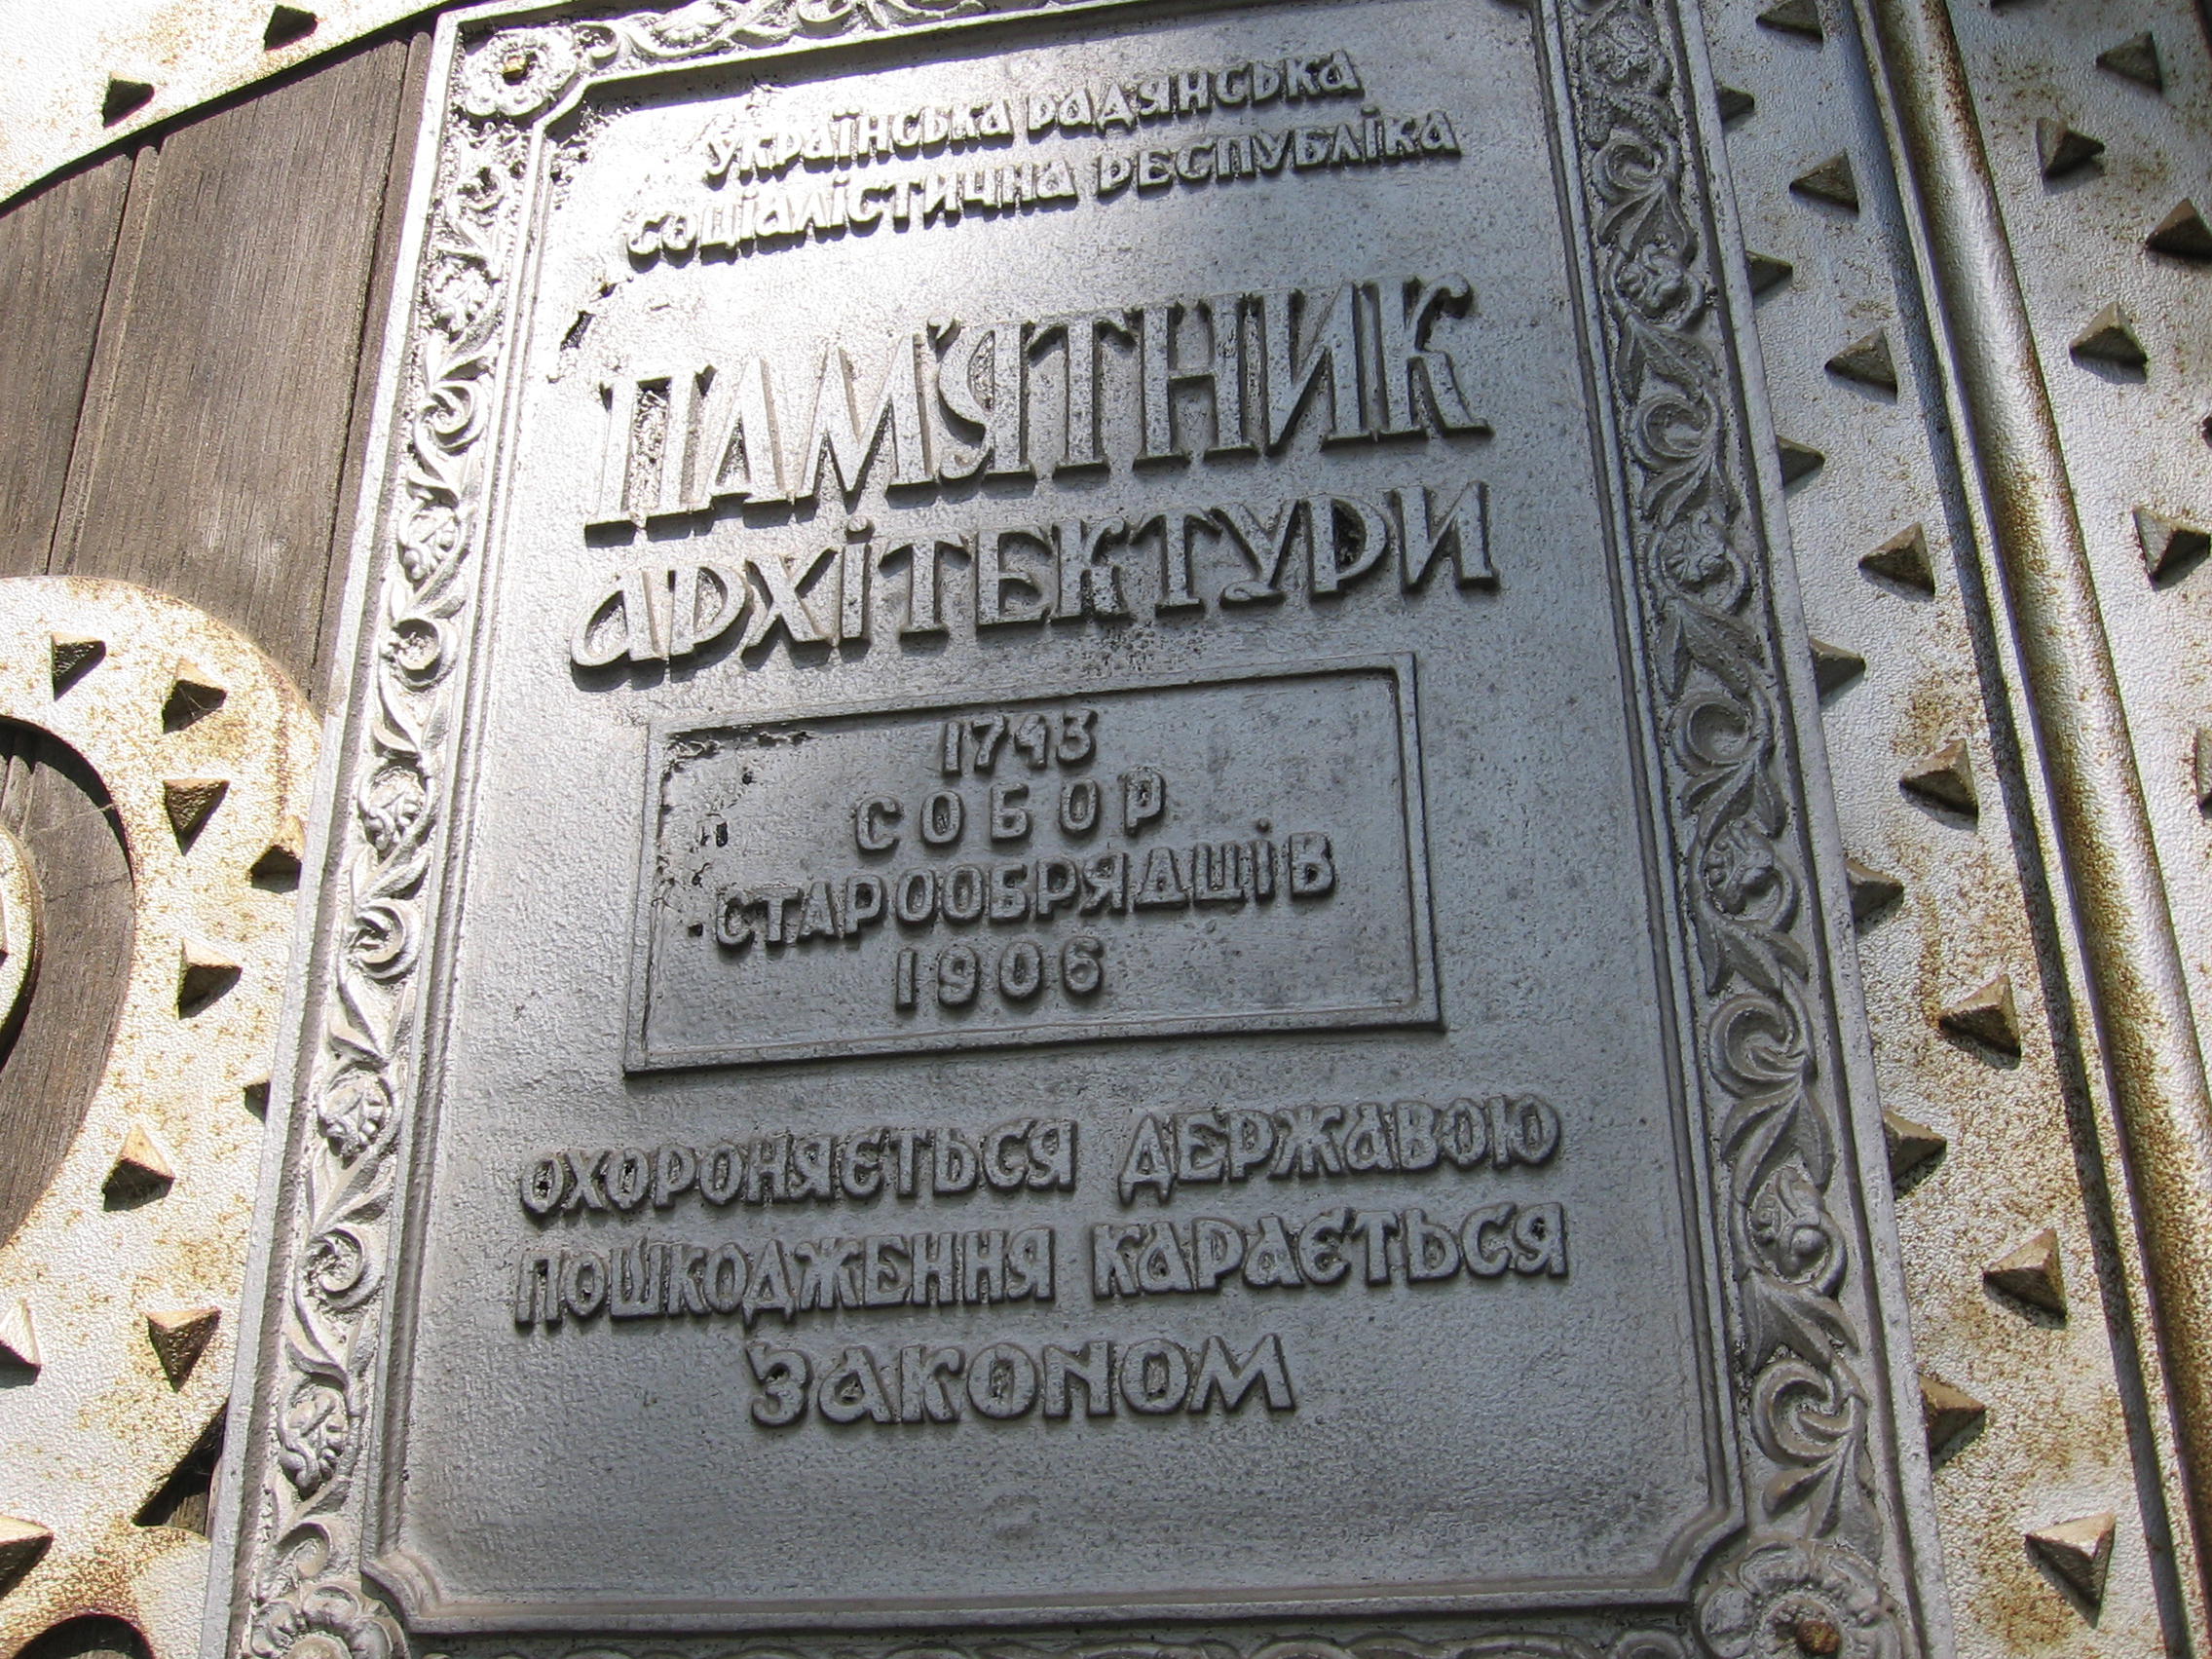 УКРАЇНСЬКА РАДЯНСЬКА
СОЦІАЛІСТИЧНА РЕСПУБЛІКА
ПАМ'ЯТНИК
АРХІТЕКТУРИ
1743
СОБОР
СТАРООБРЯДЦІВ
1906
ОХОРОНЯЄТЬСЯ ДЕРЖАВОЮ
ПОШКОДЖЕННЯ КАРАЄТЬСЯ
ЗАКОНОМ